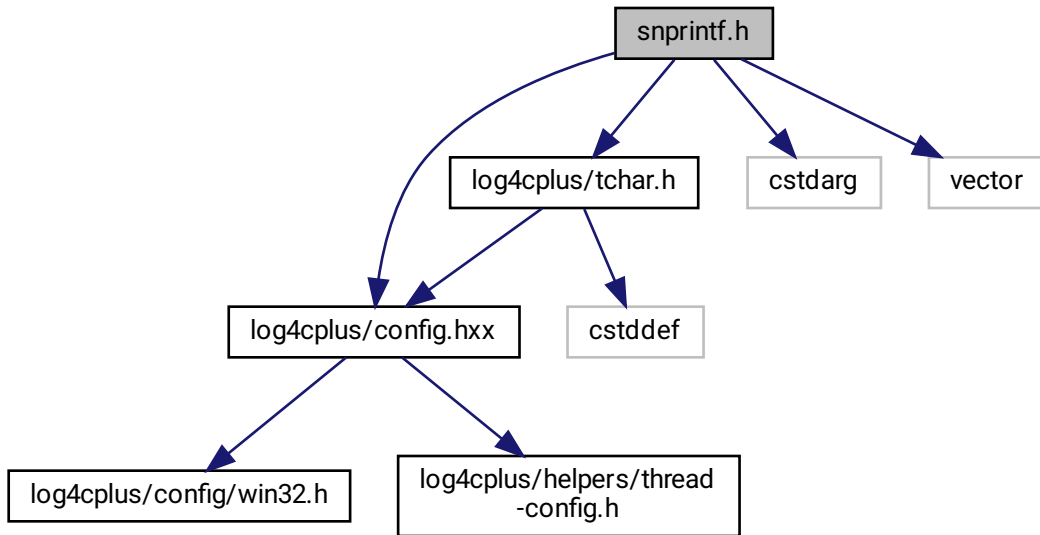 snprintf.h
log4cplus/tchar.h
cstdarg
vector
log4cplus/config.hxx
cstddef
log4cplus/config/win32.h
log4cplus/helpers/thread
-config.h